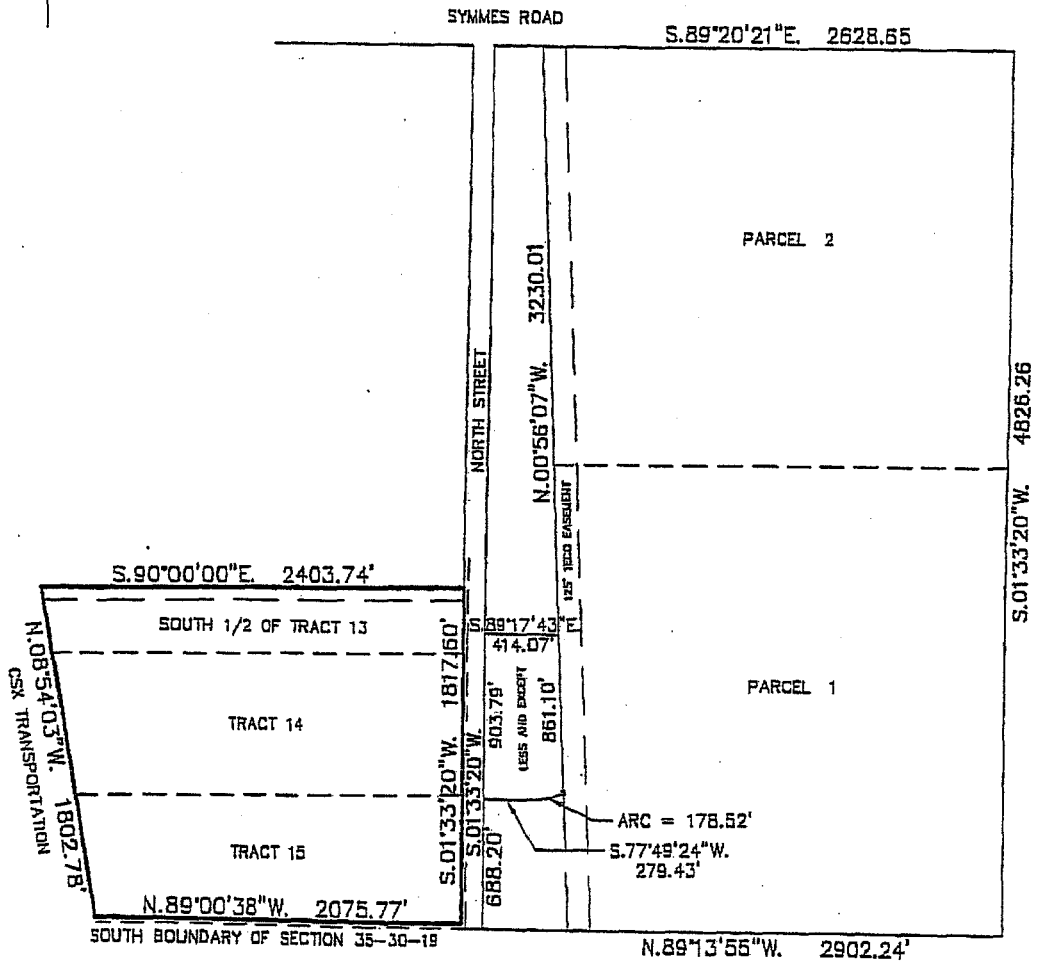 SYMMES ROAD
S.89°20'21"E. 2628.65
PARCEL 2
N.00°56'07"W. 3230.01
NORTH STREET
S.01°33'20"W. 4826.26
125' TECO EASEMENT
S.90°00'00"E. 2403.74'
SOUTH 1/2 OF TRACT 13
S.89°17'43"E
414.07'
N.08°54'03"W. 1802.78'
CSX TRANSPORTATION
TRACT 14
S.01°33'20"W. 1817.60'
S.01°33'20"W.
903.79'
LESS AND EXCEPT
861.10'
PARCEL 1
TRACT 15
688.20'
ARC = 178.52'
S.77°49'24"W.
279.43'
N.89°00'38"W. 2075.77'
SOUTH BOUNDARY OF SECTION 35-30-19
N.89°13'55"W. 2902.24'